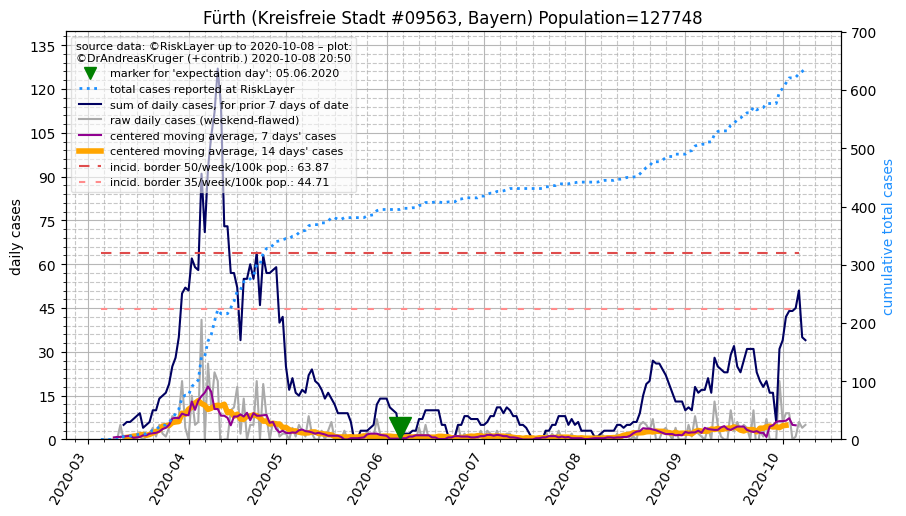 Fürth (Kreisfreie Stadt #09563, Bayern) Population=127748
source data: ©RiskLayer up to 2020-10-08 – plot:
©DrAndreasKruger (+contrib.) 2020-10-08 20:50
marker for 'expectation day': 05.06.2020
total cases reported at RiskLayer
sum of daily cases, for prior 7 days of date
raw daily cases (weekend-flawed)
centered moving average, 7 days' cases
centered moving average, 14 days' cases
incid. border 50/week/100k pop.: 63.87
incid. border 35/week/100k pop.: 44.71
daily cases
135
120
105
90
75
60
45
30
15
0
700
600
500
400
300
200
100
0
cumulative total cases
2020-03
2020-04
2020-05
2020-06
2020-07
2020-08
2020-09
2020-10